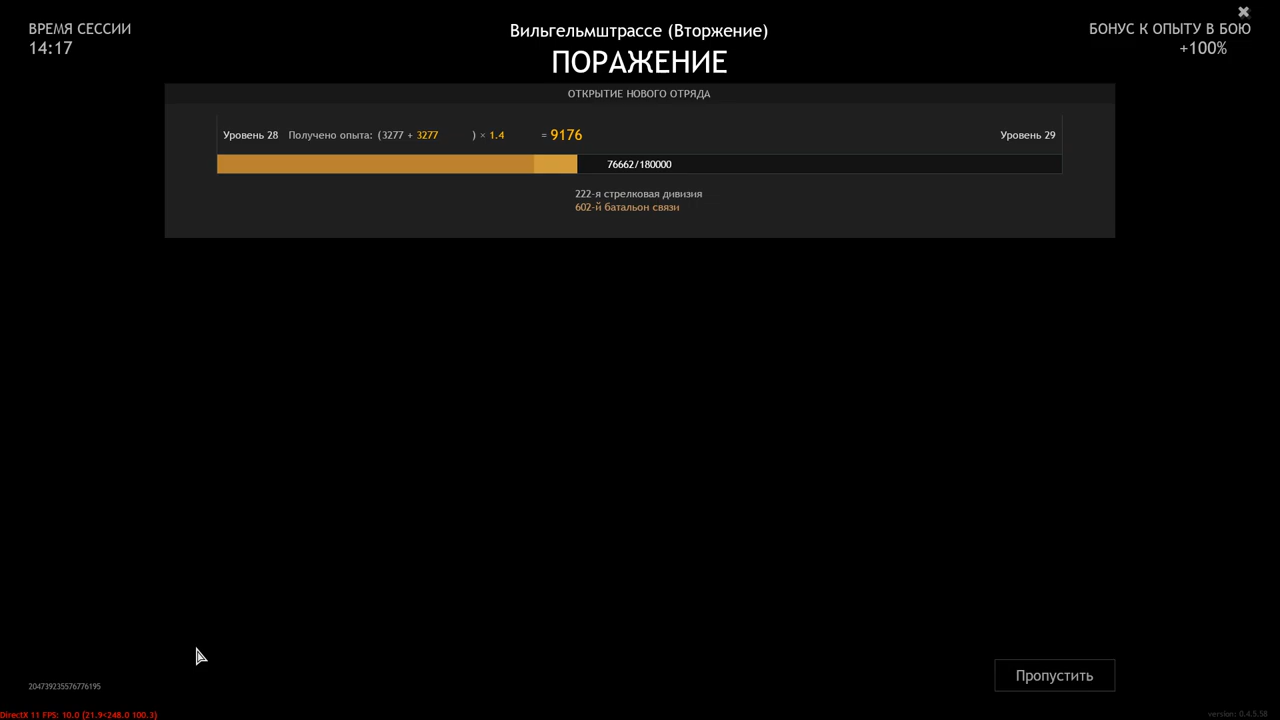 ВРЕМЯ СЕССИИ
14:17
Вильгельмштрассе (Вторжение)
ПОРАЖЕНИЕ
БОНУС К ОПЫТУ В БОЮ
+100%
ОТКРЫТИЕ НОВОГО ОТРЯДА
Уровень 28 Получено опыта: (3277 + 3277 ) × 1.4 = 9176 Уровень 29
76662/180000
222-я стрелковая дивизия
602-й батальон связи
Пропустить
204739235576776195
DirectX 11 FPS: 10.0 (21.9<248.0 100.3)
version: 0.4.5.58